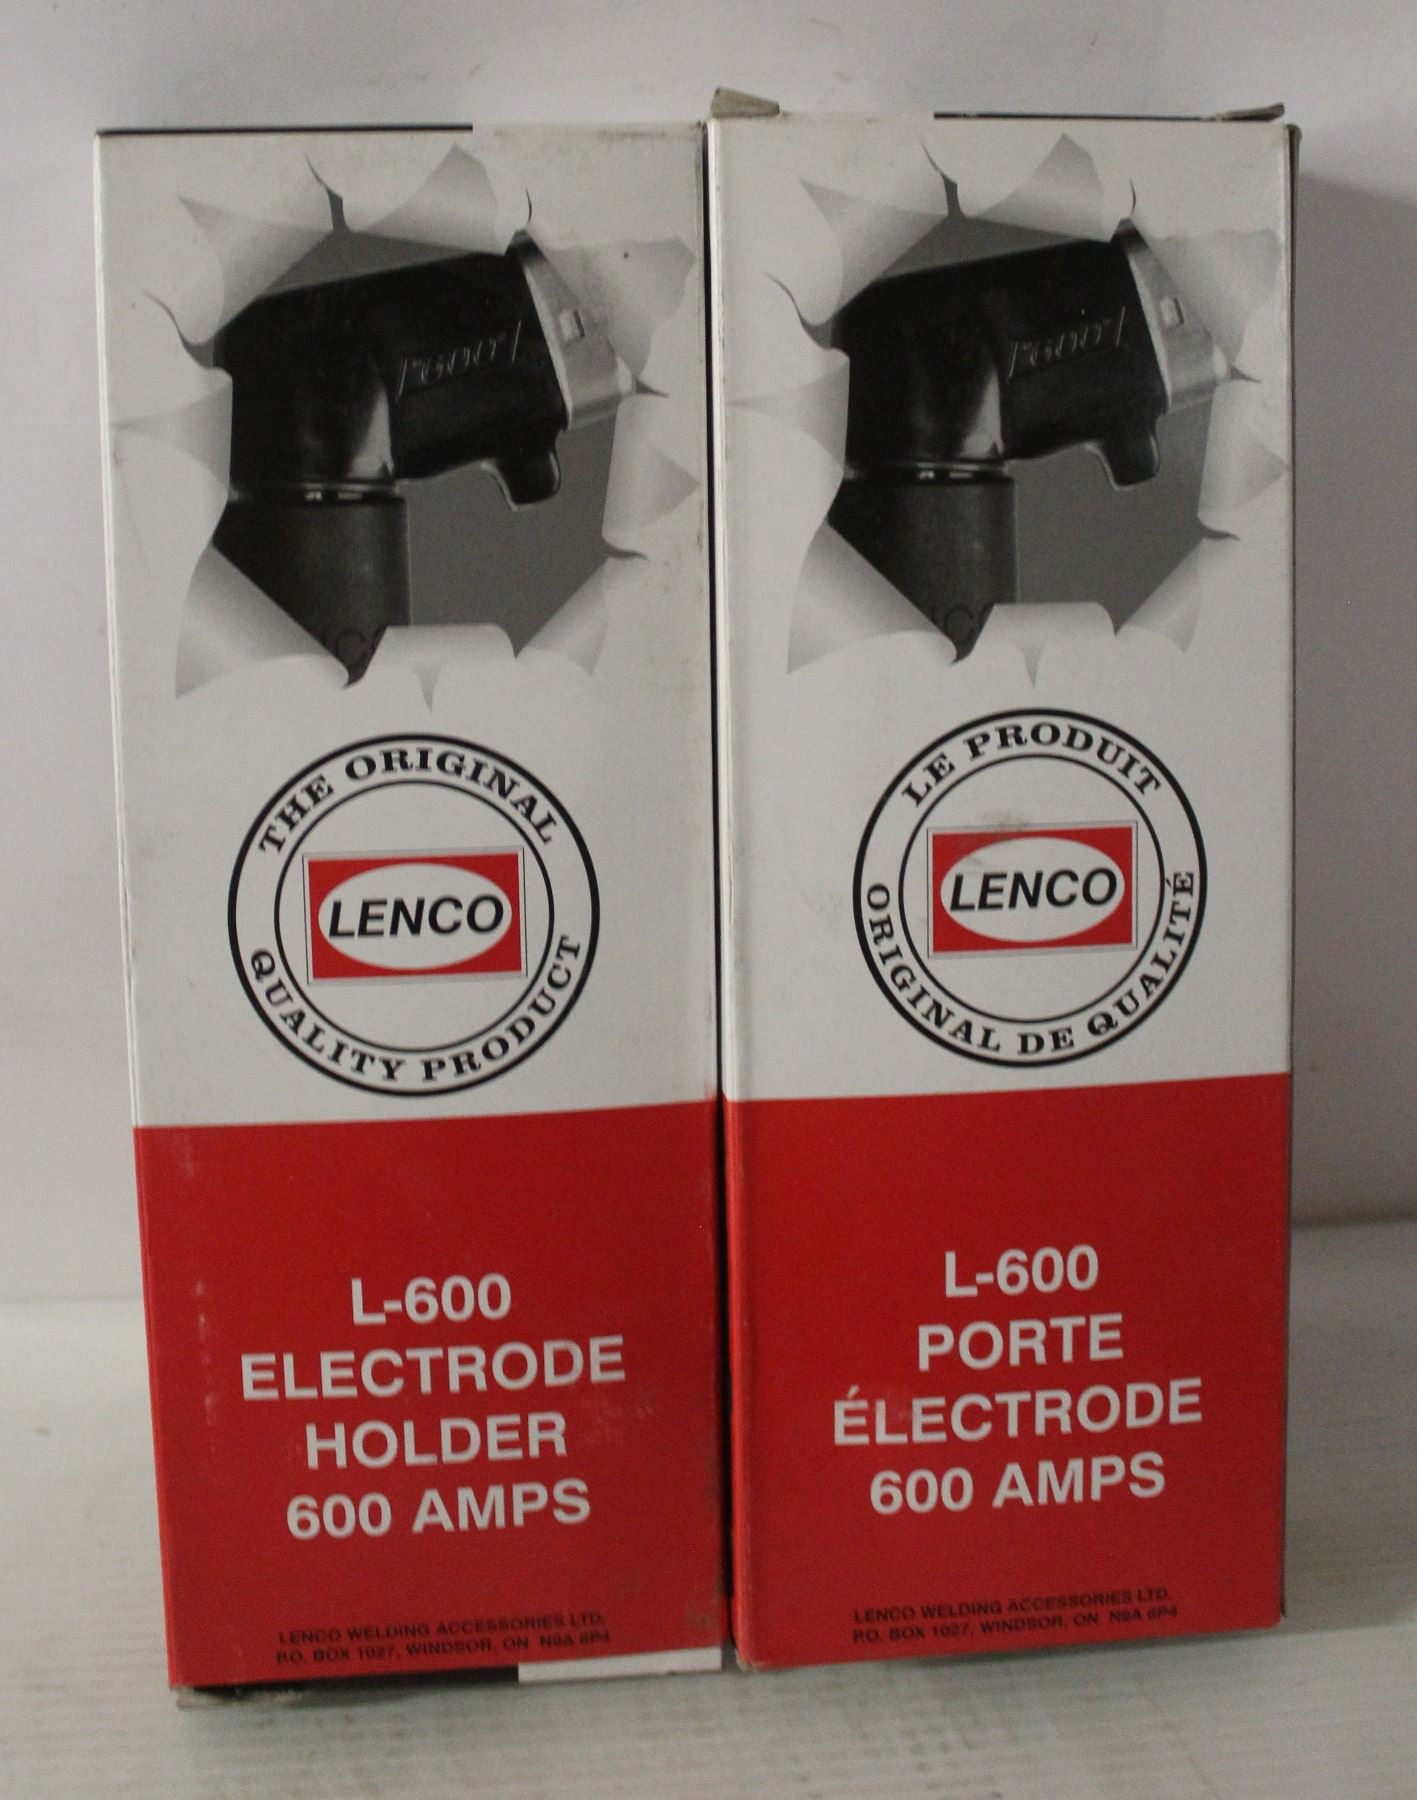 THE ORIGINAL
LENCO
QUALITY PRODUCT
L-600
ELECTRODE
HOLDER
600 AMPS
LENCO WELDING ACCESSORIES LTD.
P.O. BOX 1027, WINDSOR, ON N9A 6P4
LE PRODUIT
LENCO
ORIGINAL DE QUALITÉ
L-600
PORTE
ÉLECTRODE
600 AMPS
LENCO WELDING ACCESSORIES LTD.
P.O. BOX 1027, WINDSOR, ON N9A 6P4